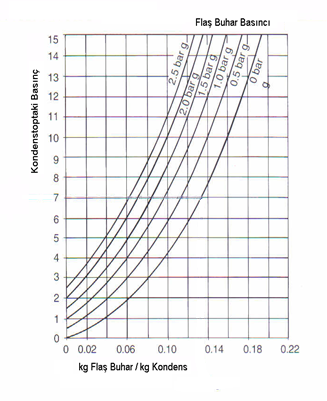 Flaş Buhar Basıncı
Kondenstoptaki Basınç
15
14
13
12
11
10
9
8
7
6
5
4
3
2
1
0
2.5 bar g
2.0 bar g
1.5 bar g
1.0 bar g
0.5 bar g
0 bar g
0 0.02 0.06 0.10 0.14 0.18 0.22
kg Flaş Buhar / kg Kondens